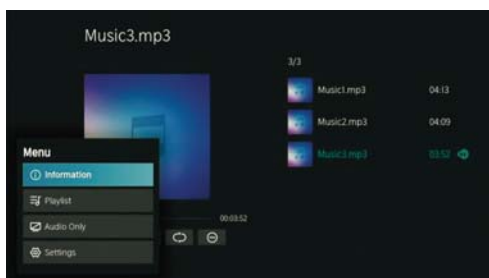 Music3.mp3
3/3
Music1.mp3 04:13
Music2.mp3 04:09
Music3.mp3 03:52
Menu
Information
Playlist
Audio Only
Settings
00:03:52